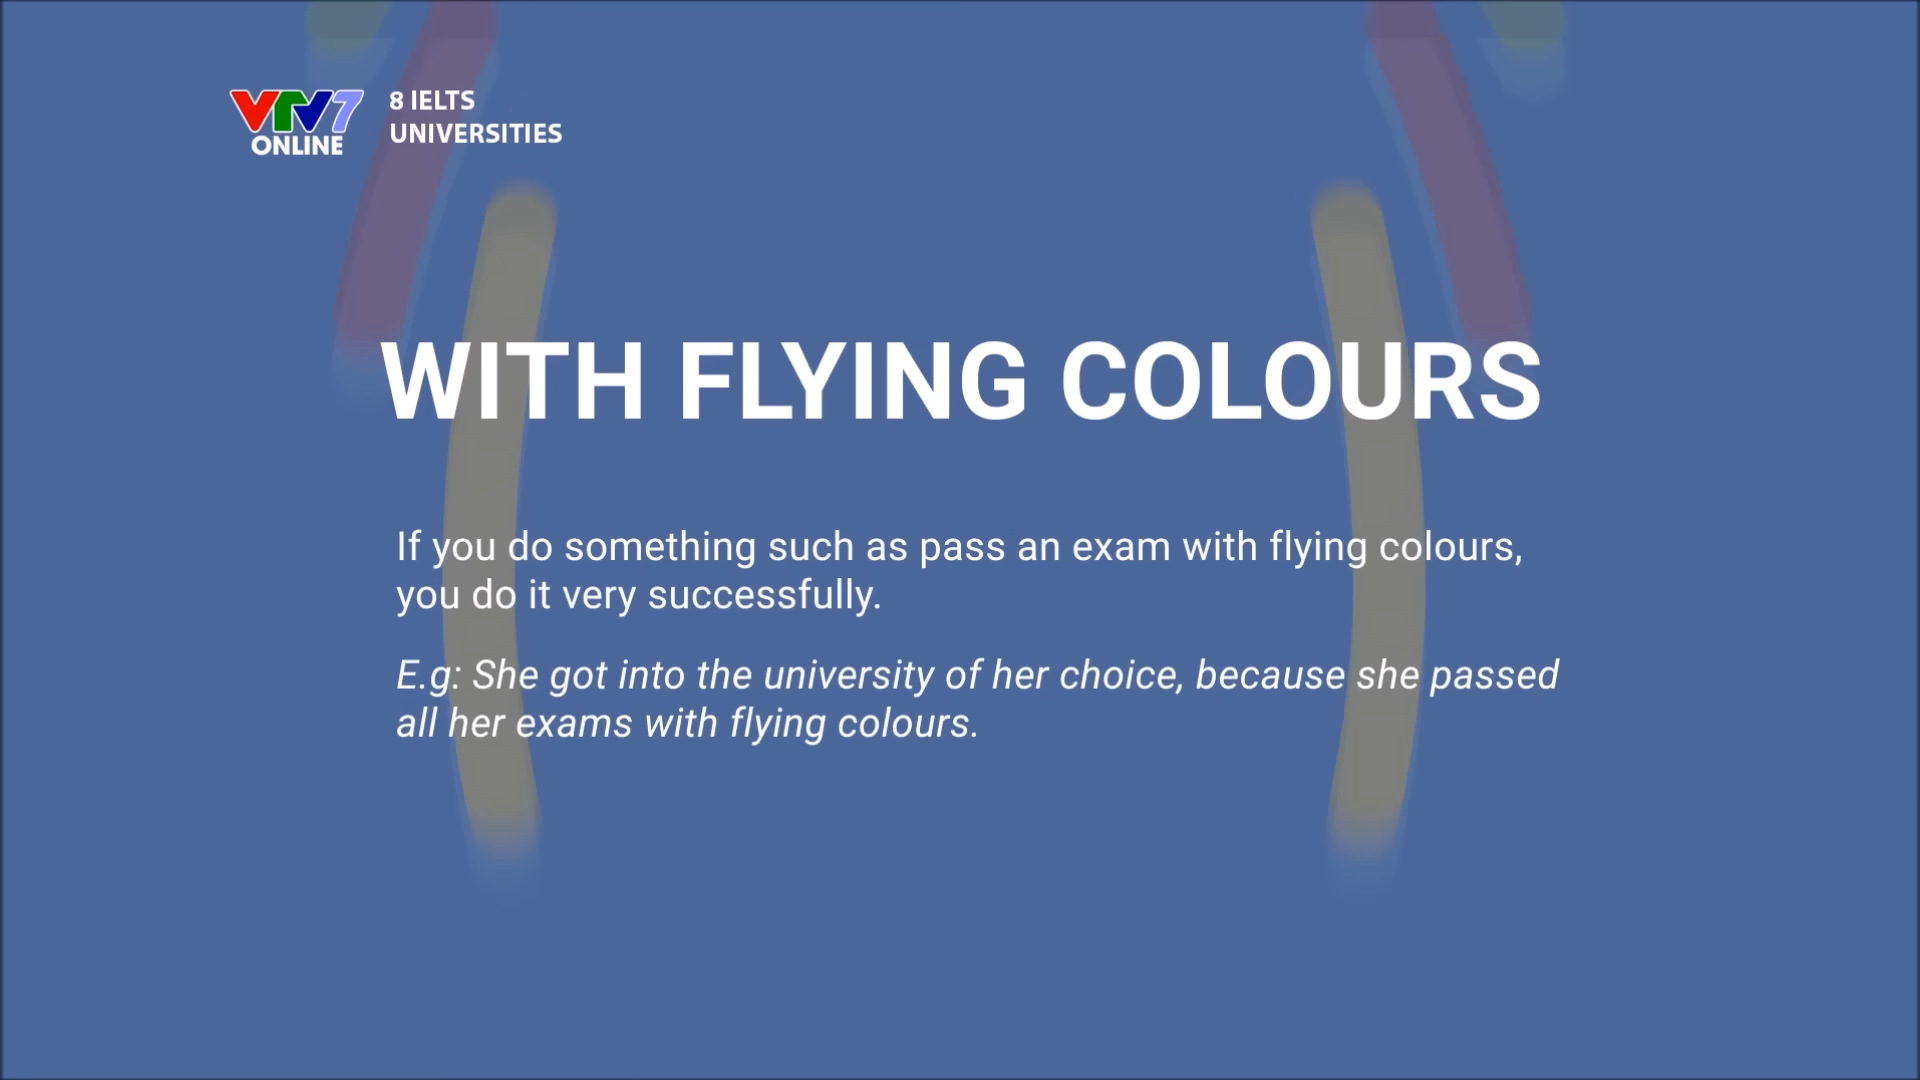 VTV7
ONLINE
8 IELTS
UNIVERSITIES
WITH FLYING COLOURS
If you do something such as pass an exam with flying colours,
you do it very successfully.
E.g: She got into the university of her choice, because she passed
all her exams with flying colours.